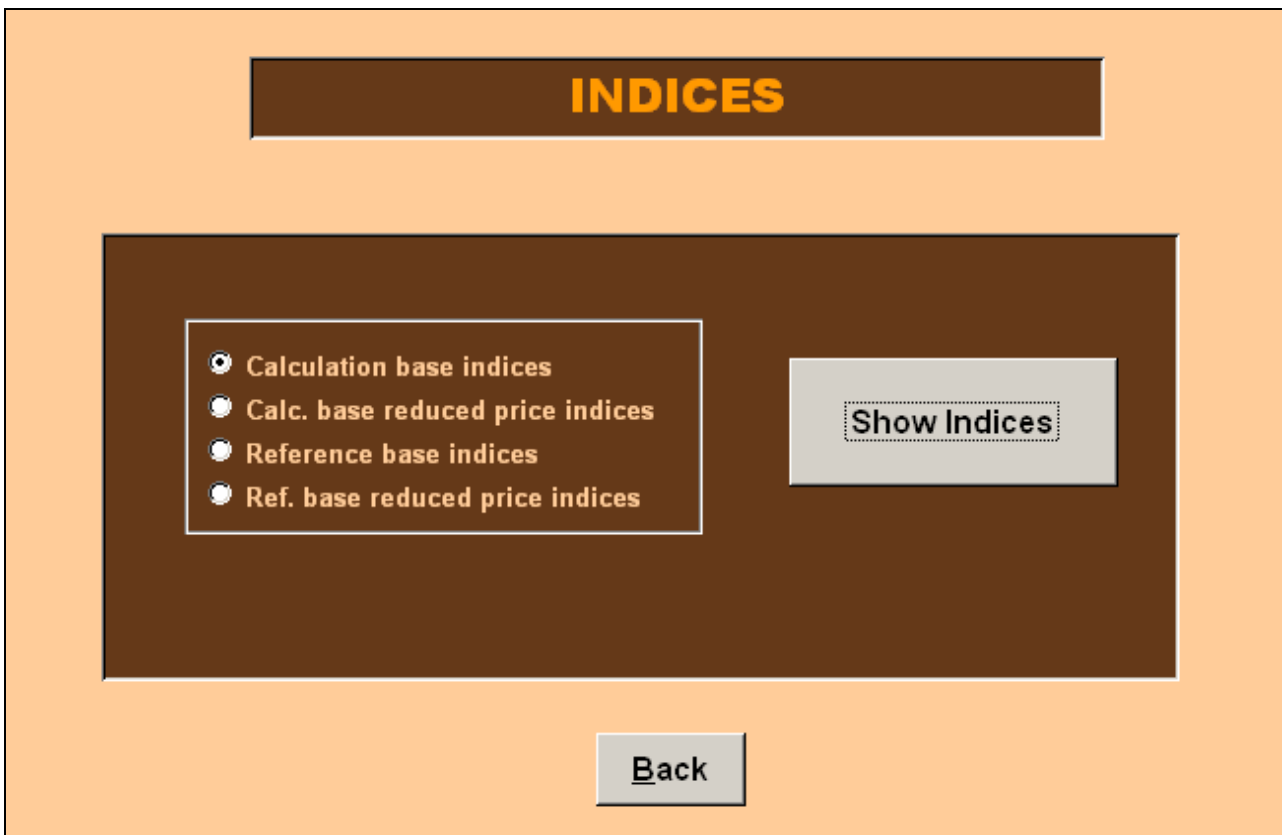 INDICES
Calculation base indices
Calc. base reduced price indices
Reference base indices
Ref. base reduced price indices
Show Indices
Back